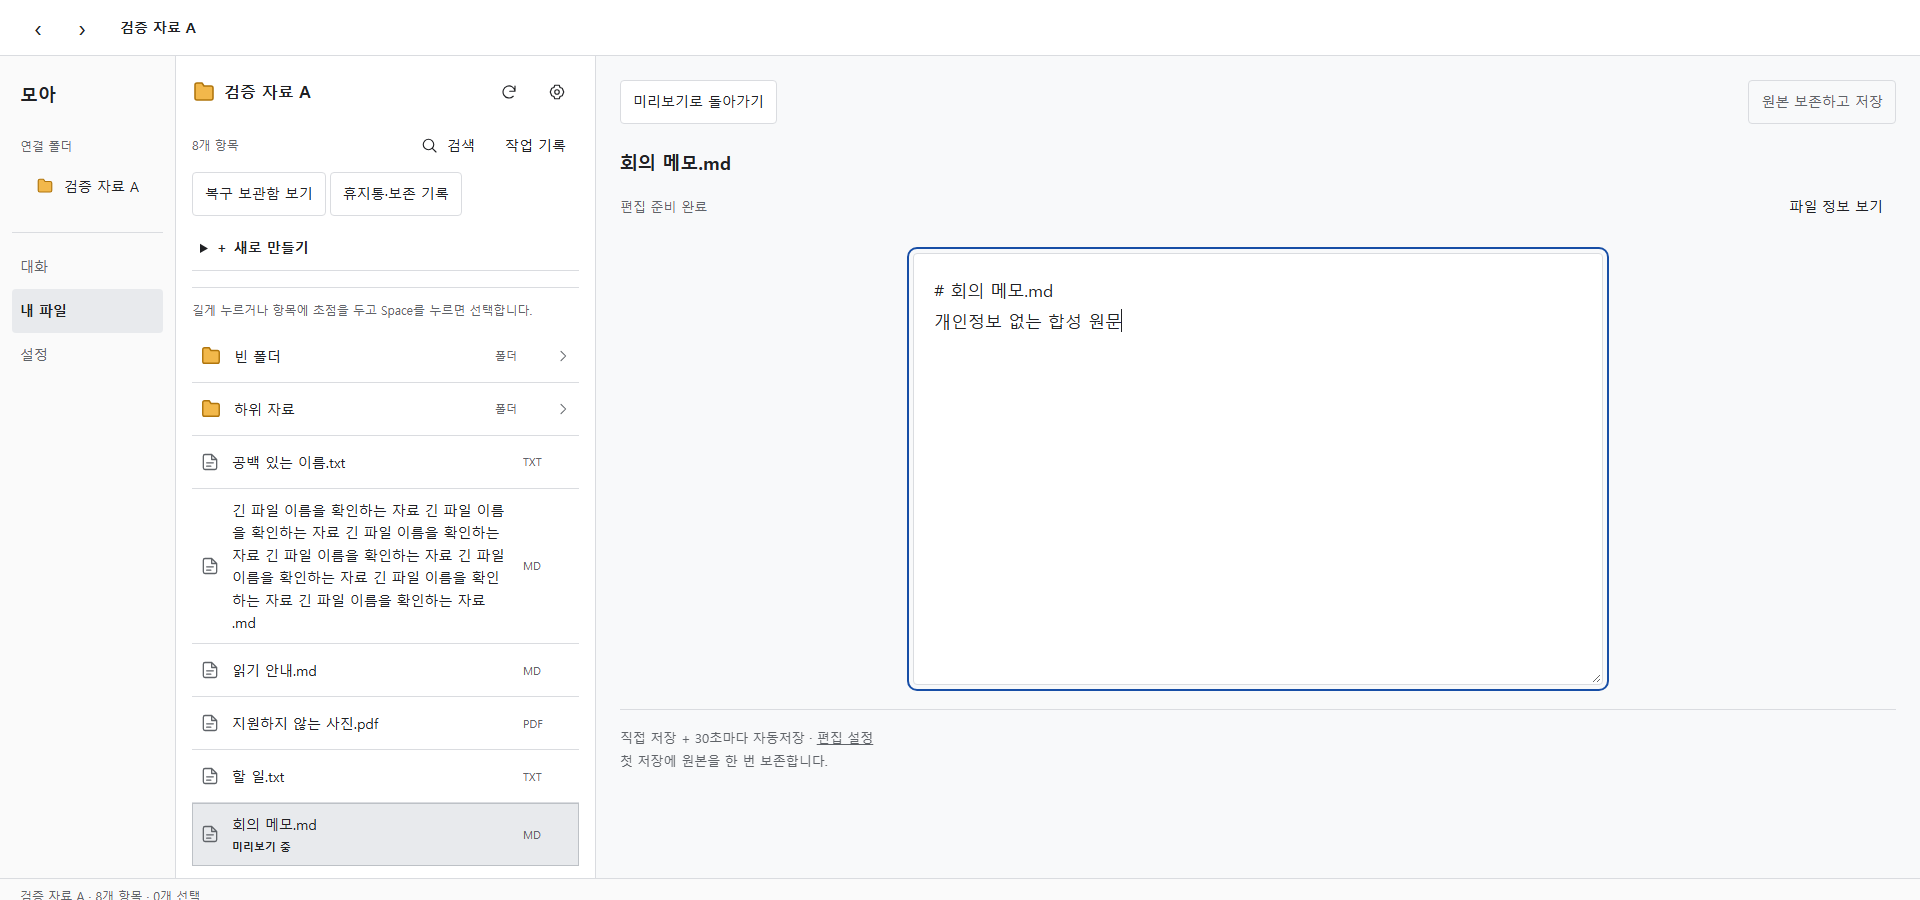 검증 자료 A
모아
연결 폴더
검증 자료 A
대화
내 파일
설정
검증 자료 A
8개 항목
검색
작업 기록
복구 보관함 보기
휴지통·보존 기록
+ 새로 만들기
길게 누르거나 항목에 초점을 두고 Space를 누르면 선택합니다.
빈 폴더 폴더
하위 자료 폴더
공백 있는 이름.txt TXT
긴 파일 이름을 확인하는 자료 긴 파일 이름
을 확인하는 자료 긴 파일 이름을 확인하는
자료 긴 파일 이름을 확인하는 자료 긴 파일
이름을 확인하는 자료 긴 파일 이름을 확인
하는 자료 긴 파일 이름을 확인하는 자료
.md
MD
읽기 안내.md MD
지원하지 않는 사진.pdf PDF
할 일.txt TXT
회의 메모.md MD
미리보기 중
미리보기로 돌아가기
원본 보존하고 저장
회의 메모.md
편집 준비 완료
파일 정보 보기
# 회의 메모.md
개인정보 없는 합성 원문
직접 저장 + 30초마다 자동저장 · 편집 설정
첫 저장에 원본을 한 번 보존합니다.
검증 자료 A · 8개 항목 · 0개 선택